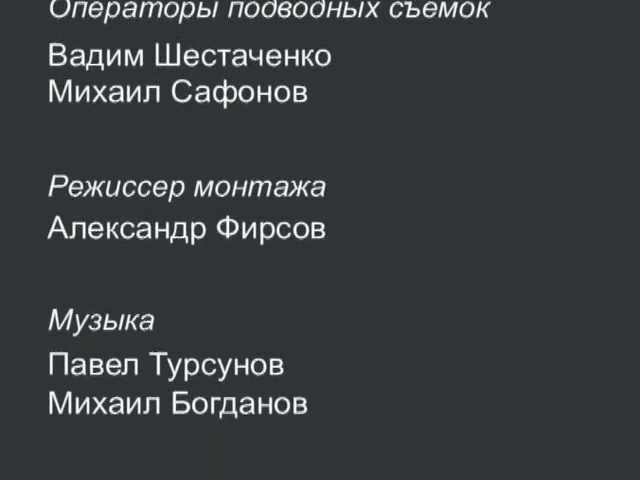 Операторы подводных съемок
Вадим Шестаченко
Михаил Сафонов
Режиссер монтажа
Александр Фирсов
Музыка
Павел Турсунов
Михаил Богданов